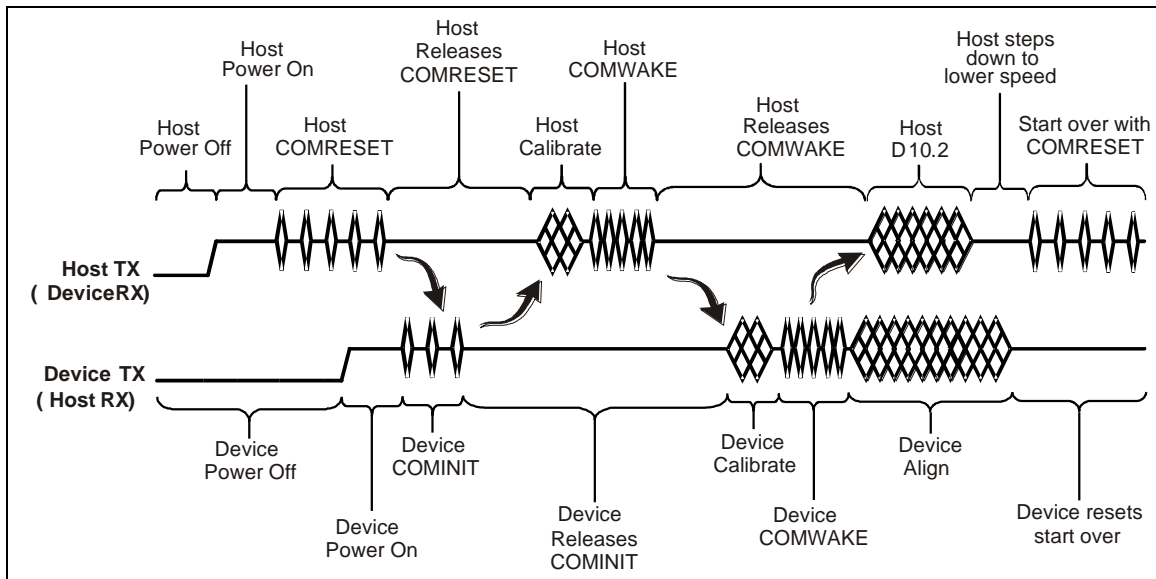 Host
Power Off
Host
Power On
Host
COMRESET
Host
Releases
COMRESET
Host
Calibrate
Host
COMWAKE
Host
Releases
COMWAKE
Host
D10.2
Host steps
down to
lower speed
Start over with
COMRESET
Host TX
( DeviceRX)
Device TX
( Host RX)
Device
Power Off
Device
Power On
Device
COMINIT
Device
Releases
COMINIT
Device
Calibrate
Device
COMWAKE
Device
Align
Device resets
start over